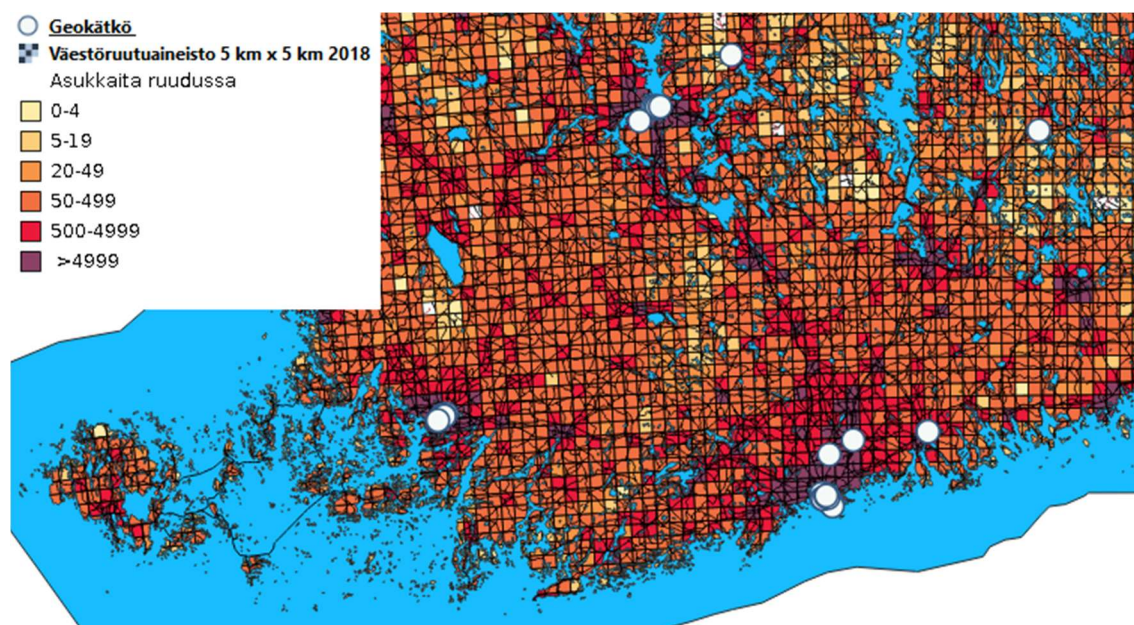 Geokätkö
Väestöruutuaineisto 5 km x 5 km 2018
Asukkaita ruudussa
0-4
5-19
20-49
50-499
500-4999
>4999